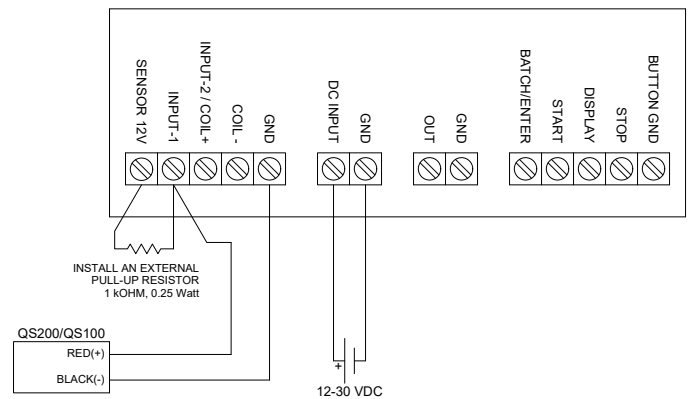 SENSOR 12V
INPUT-1
INPUT-2 / COIL+
COIL -
GND
DC INPUT
GND
OUT
GND
BATCH/ENTER
START
DISPLAY
STOP
BUTTON GND
INSTALL AN EXTERNAL
PULL-UP RESISTOR
1 kOHM, 0.25 Watt
QS200/QS100
RED(+)
BLACK(-)
+
12-30 VDC